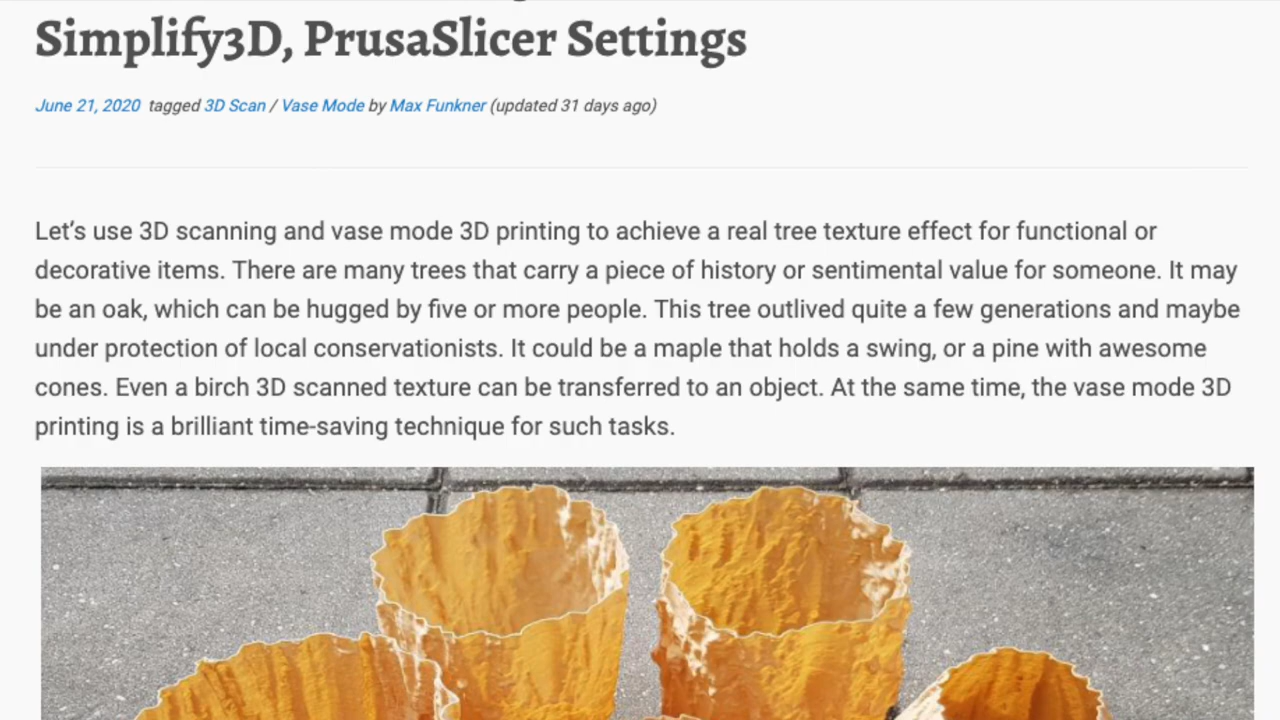 Simplify3D, PrusaSlicer Settings
June 21, 2020 tagged 3D Scan / Vase Mode by Max Funkner (updated 31 days ago)
Let’s use 3D scanning and vase mode 3D printing to achieve a real tree texture effect for functional or
decorative items. There are many trees that carry a piece of history or sentimental value for someone. It may
be an oak, which can be hugged by five or more people. This tree outlived quite a few generations and maybe
under protection of local conservationists. It could be a maple that holds a swing, or a pine with awesome
cones. Even a birch 3D scanned texture can be transferred to an object. At the same time, the vase mode 3D
printing is a brilliant time-saving technique for such tasks.